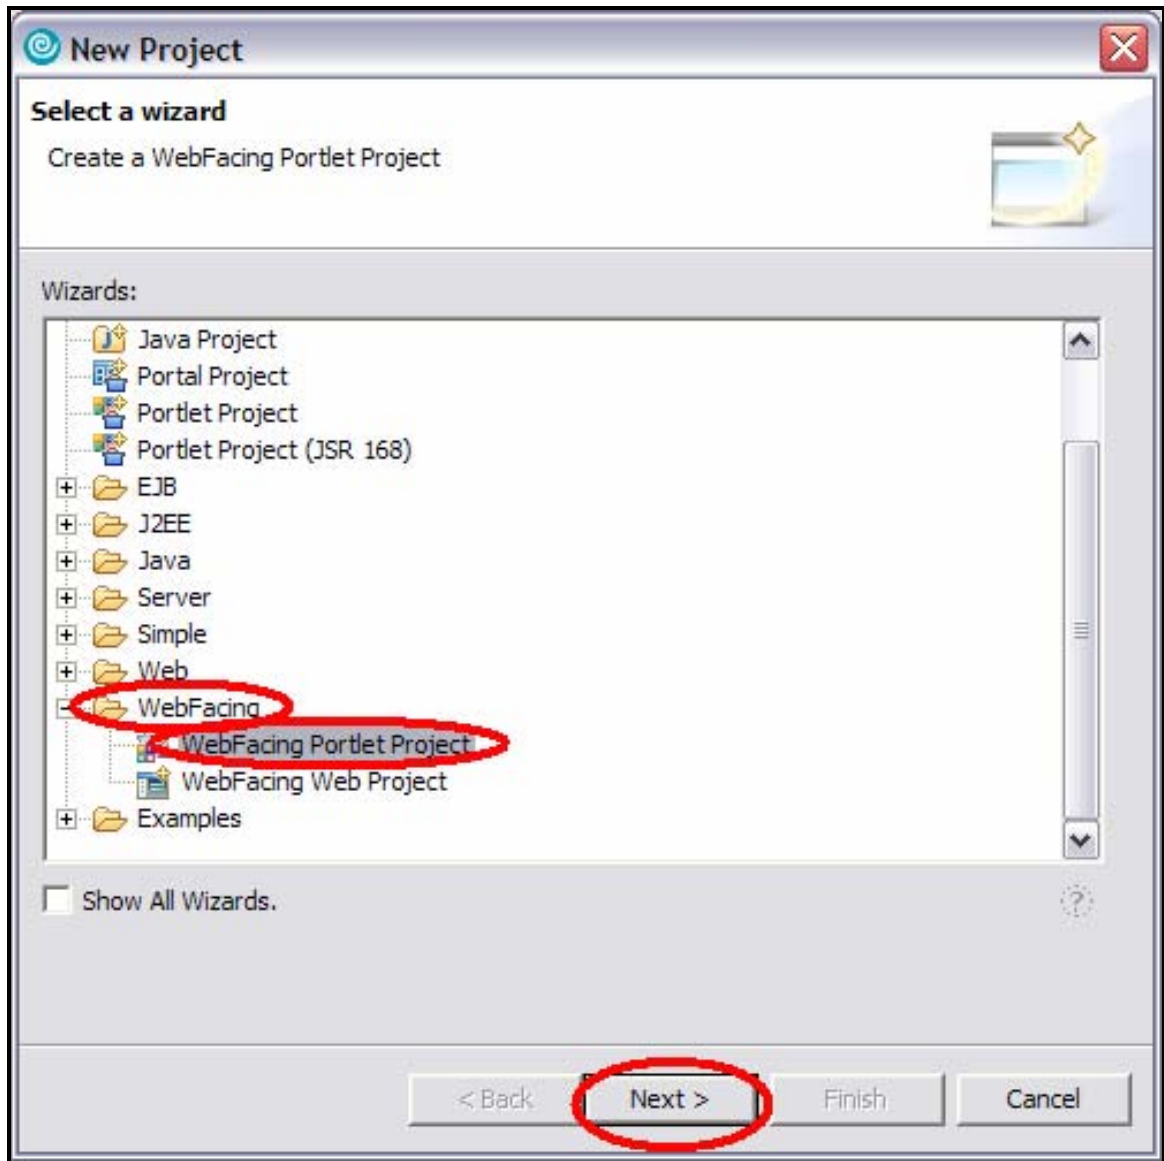 New Project
Select a wizard
Create a WebFacing Portlet Project
Wizards:
Java Project
Portal Project
Portlet Project
Portlet Project (JSR 168)
EJB
J2EE
Java
Server
Simple
Web
WebFacing
WebFacing Portlet Project
WebFacing Web Project
Examples
Show All Wizards.
?
< Back
Next >
Finish
Cancel